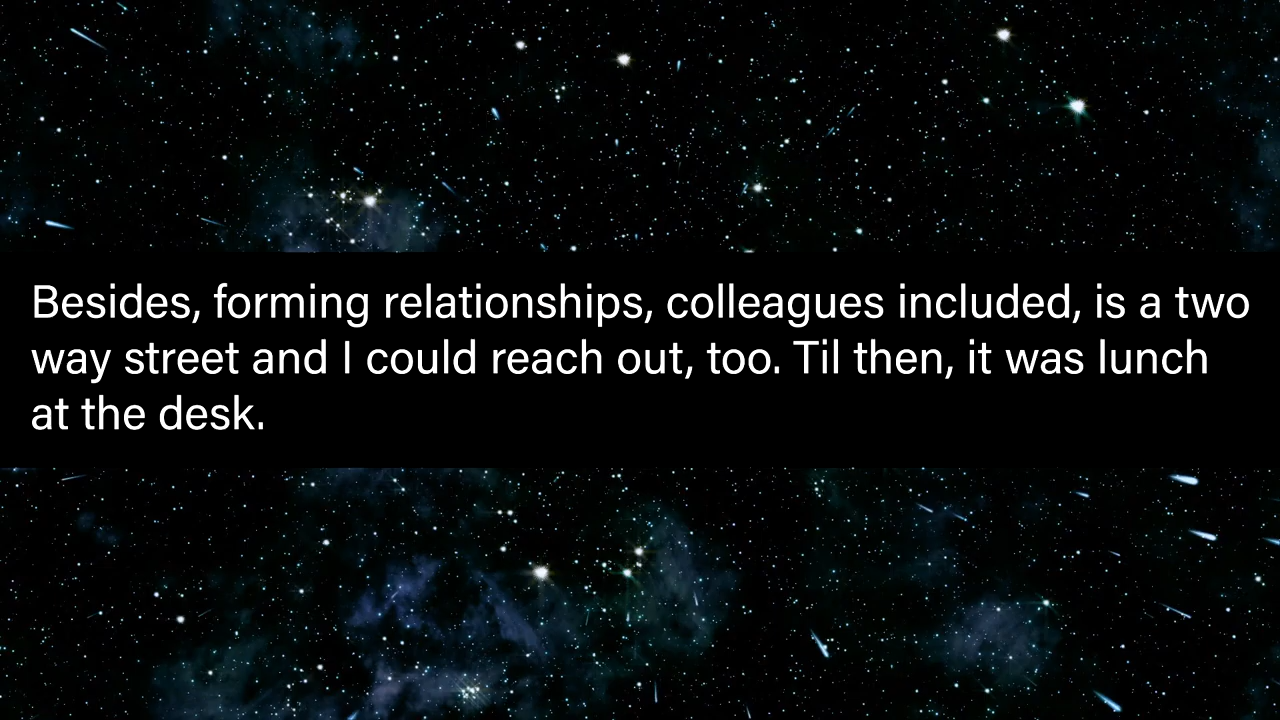 Besides, forming relationships, colleagues included, is a two
way street and I could reach out, too. Til then, it was lunch
at the desk.